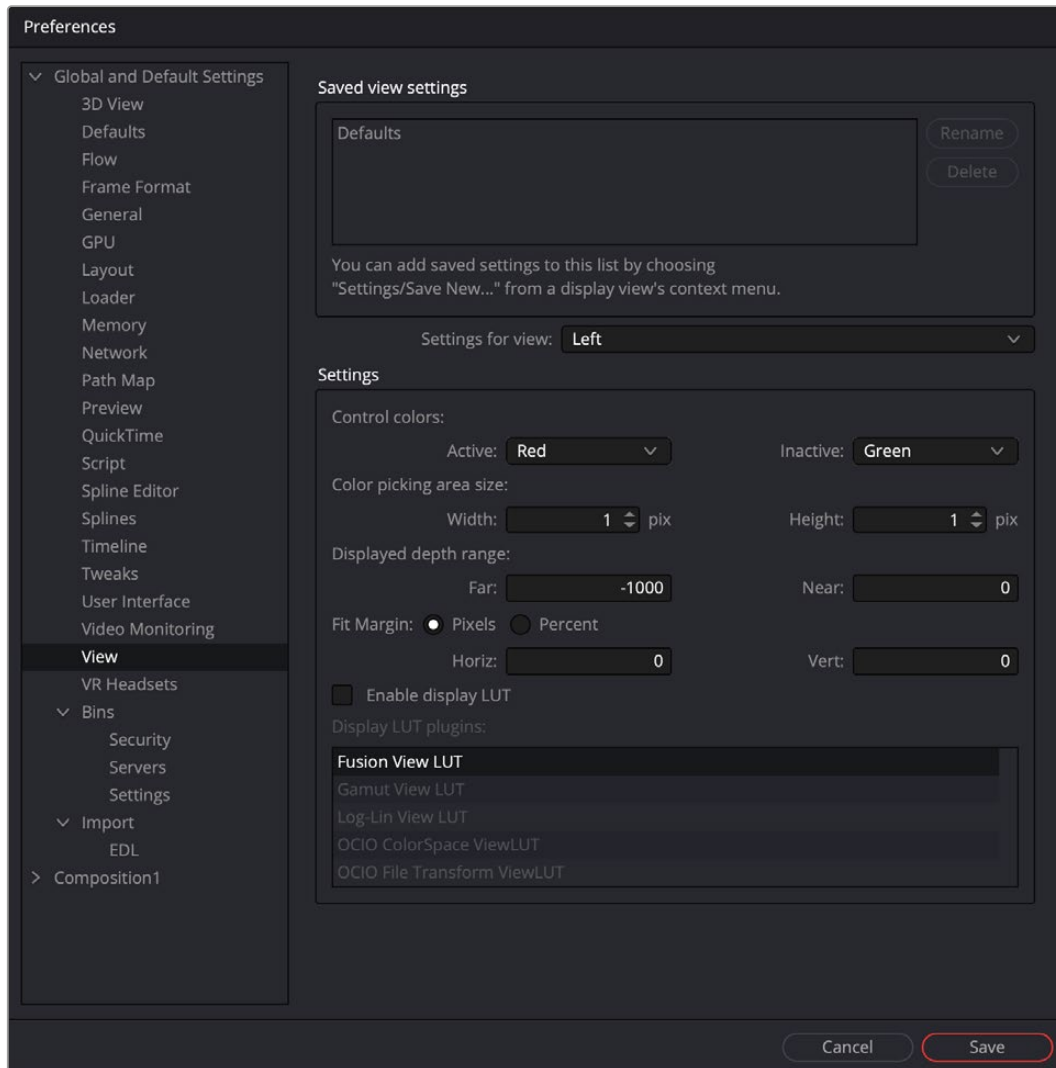 Preferences
Global and Default Settings
3D View
Defaults
Flow
Frame Format
General
GPU
Layout
Loader
Memory
Network
Path Map
Preview
QuickTime
Script
Spline Editor
Splines
Timeline
Tweaks
User Interface
Video Monitoring
View
VR Headsets
Bins
Security
Servers
Settings
Import
EDL
Composition1
Saved view settings
Defaults
Rename
Delete
You can add saved settings to this list by choosing
"Settings/Save New..." from a display view's context menu.
Settings for view: Left
Settings
Control colors:
Active: Red Inactive: Green
Color picking area size:
Width: 1 pix Height: 1 pix
Displayed depth range:
Far: -1000 Near: 0
Fit Margin: Pixels Percent
Horiz: 0 Vert: 0
Enable display LUT
Display LUT plugins:
Fusion View LUT
Gamut View LUT
Log-Lin View LUT
OCIO ColorSpace ViewLUT
OCIO File Transform ViewLUT
Cancel Save